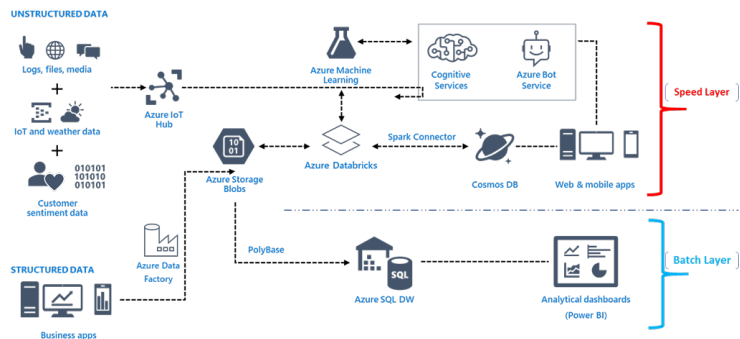 UNSTRUCTURED DATA
Logs, files, media
IoT and weather data
Customer
sentiment data
010101
101010
010101
Azure IoT
Hub
Azure Machine
Learning
Cognitive
Services
Azure Bot
Service
Speed Layer
10
01
Azure Storage
Blobs
Azure Databricks
Spark Connector
Cosmos DB
Web & mobile apps
Azure Data
Factory
PolyBase
SQL
Azure SQL DW
Analytical dashboards
(Power BI)
Batch Layer
STRUCTURED DATA
Business apps